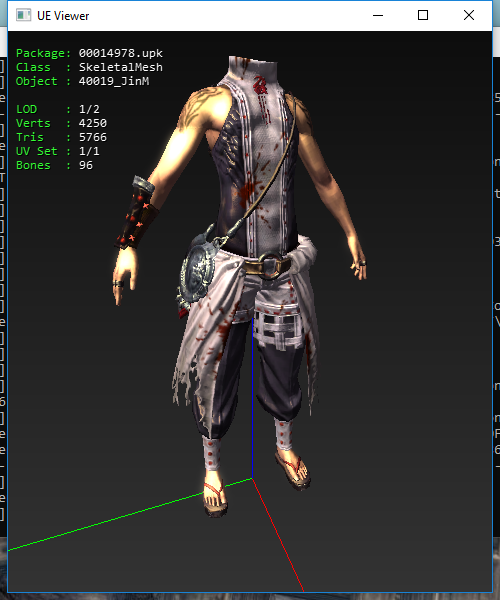 UE Viewer
Package: 00014978.upk
Class : SkeletalMesh
Object : 40019_JinM
LOD : 1/2
Verts : 4250
Tris : 5766
UV Set : 1/1
Bones : 96